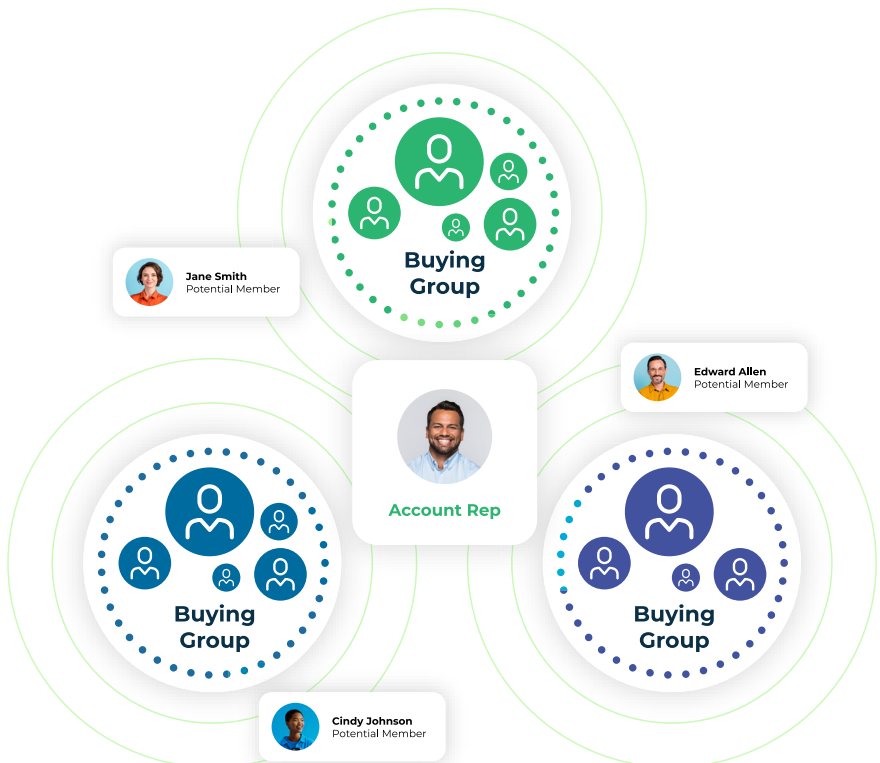 Buying
Group
Jane Smith
Potential Member
Edward Allen
Potential Member
Account Rep
Buying
Group
Buying
Group
Cindy Johnson
Potential Member